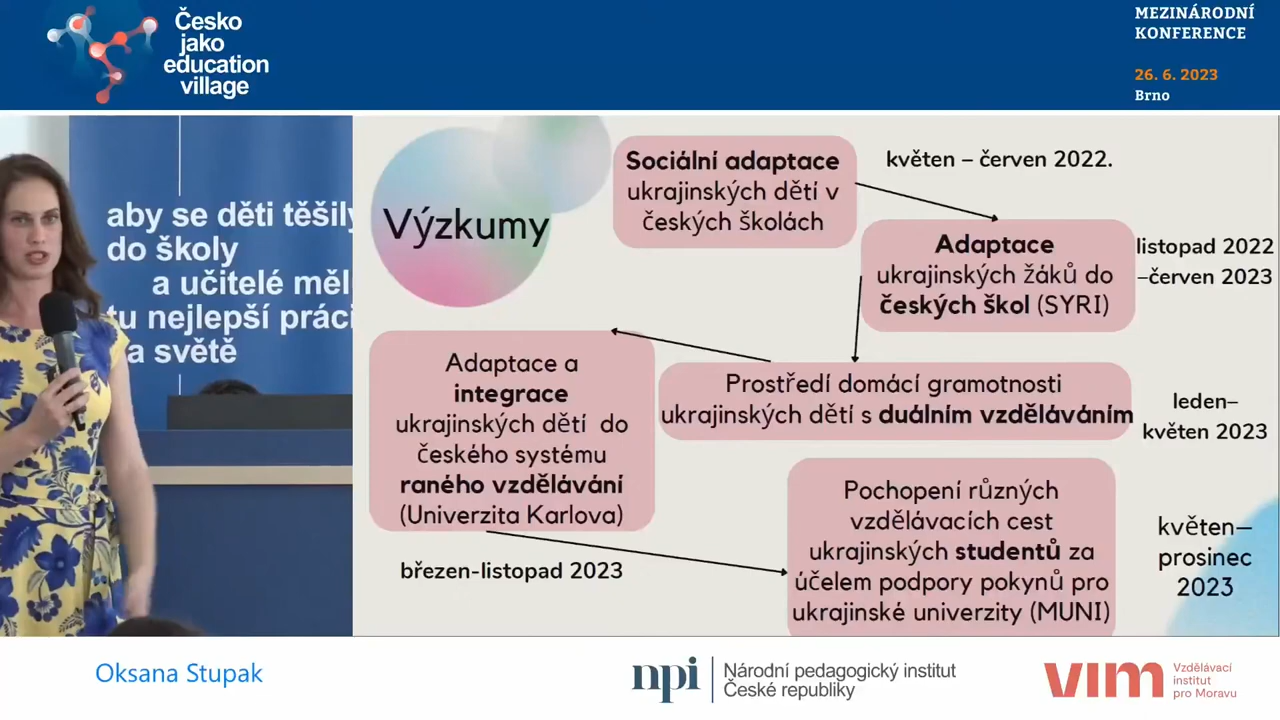 Česko
jako
education
village
MEZINÁRODNÍ
KONFERENCE
26. 6. 2023
Brno
aby se děti těšily
do školy
a učitelé měl
tu nejlepší práci
a světě
Výzkumy
Sociální adaptace
ukrajinských dětí v
českých školách
květen – červen 2022.
Adaptace
ukrajinských žáků do
českých škol (SYRI)
listopad 2022
–červen 2023
Prostředí domácí gramotnosti
ukrajinských dětí s duálním vzděláváním
leden–
květen 2023
Adaptace a
integrace
ukrajinských dětí do
českého systému
raného vzdělávání
(Univerzita Karlova)
březen-listopad 2023
Pochopení různých
vzdělávacích cest
ukrajinských studentů za
účelem podpory pokynů pro
ukrajinské univerzity (MUNI)
květen–
prosinec
2023
Oksana Stupak
npi
Národní pedagogický institut
České republiky
vim
Vzdělávací
institut
pro Moravu